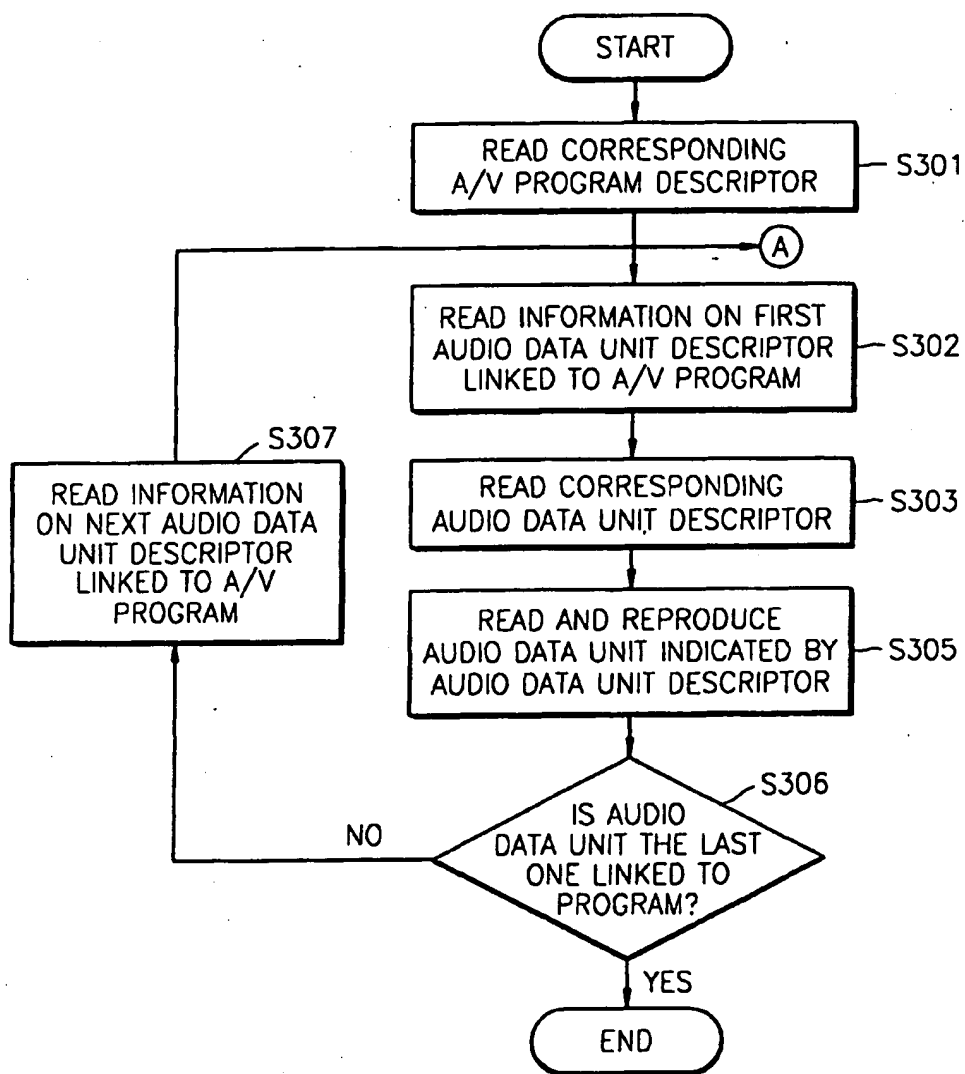 START
READ CORRESPONDING
A/V PROGRAM DESCRIPTOR
S301
A
READ INFORMATION ON FIRST
AUDIO DATA UNIT DESCRIPTOR
LINKED TO A/V PROGRAM
S302
S307
READ INFORMATION
ON NEXT AUDIO DATA
UNIT DESCRIPTOR
LINKED TO A/V
PROGRAM
READ CORRESPONDING
AUDIO DATA UNIT DESCRIPTOR
S303
READ AND REPRODUCE
AUDIO DATA UNIT INDICATED BY
AUDIO DATA UNIT DESCRIPTOR
S305
S306
IS AUDIO
DATA UNIT THE LAST
ONE LINKED TO
PROGRAM?
NO
YES
END